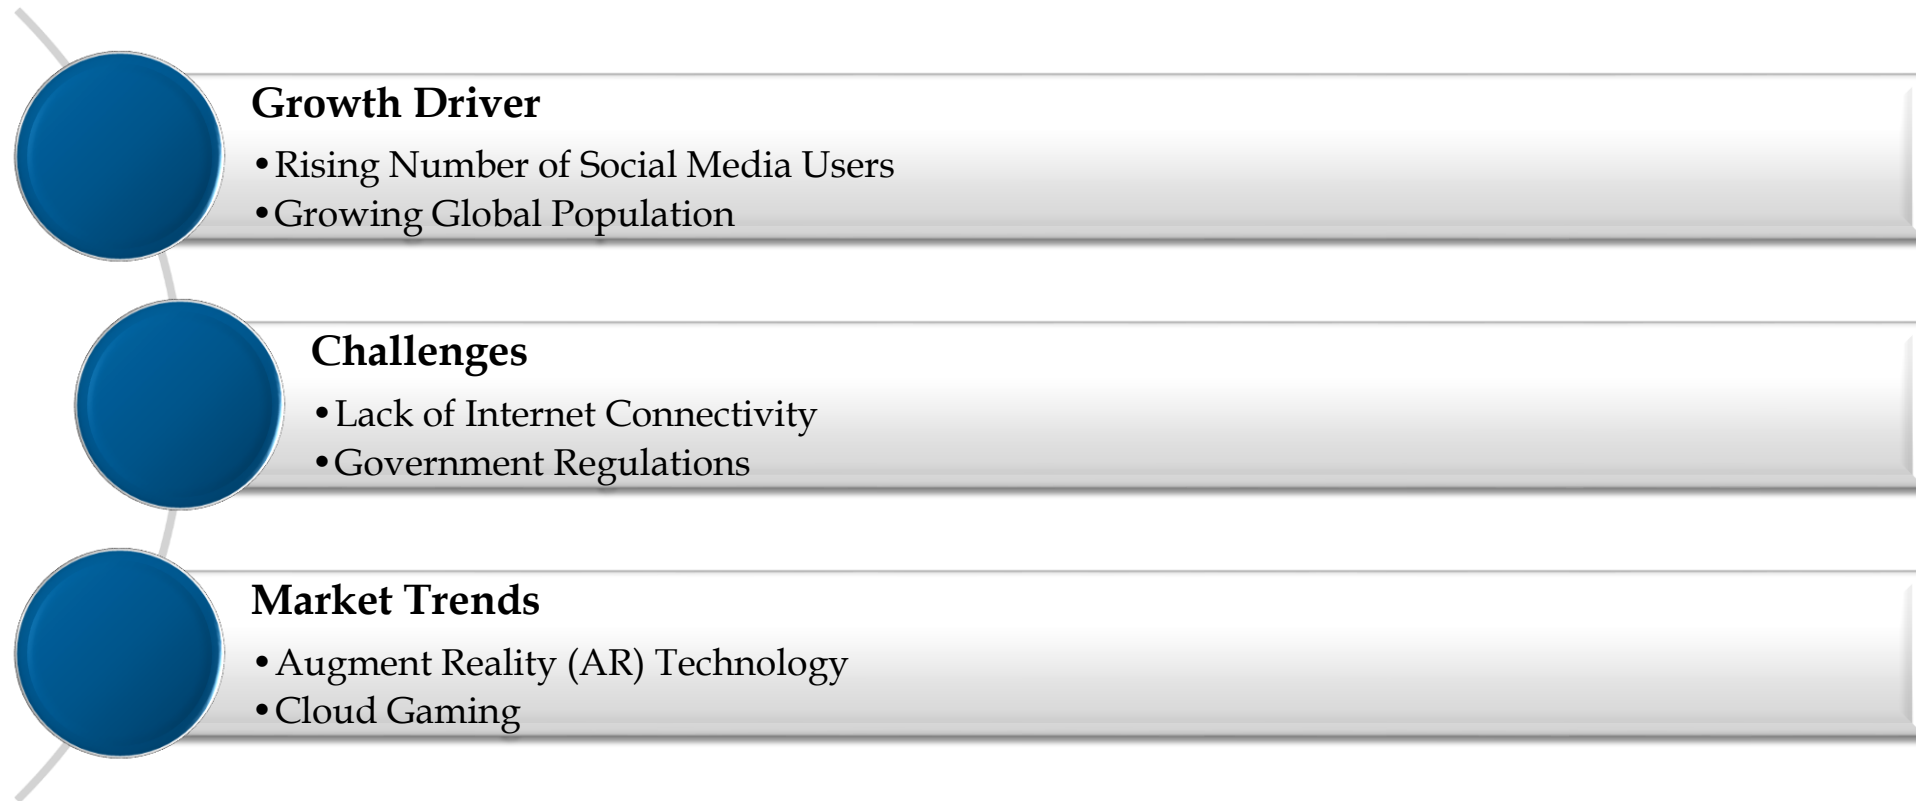 Growth Driver
•Rising Number of Social Media Users
•Growing Global Population
Challenges
•Lack of Internet Connectivity
•Government Regulations
Market Trends
•Augment Reality (AR) Technology
•Cloud Gaming